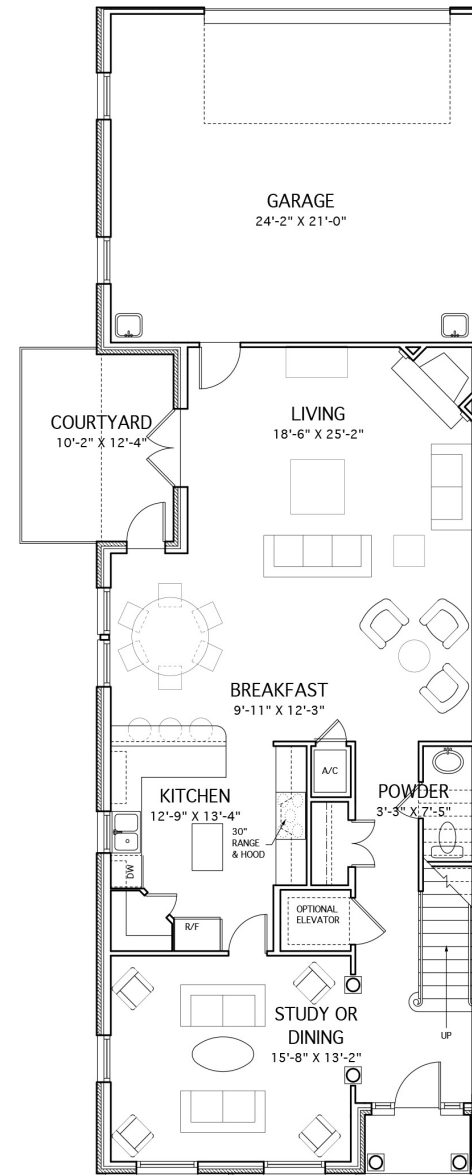 GARAGE
24'-2" X 21'-0"
COURTYARD
10'-2" X 12'-4"
LIVING
18'-6" X 25'-2"
BREAKFAST
9'-11" X 12'-3"
A/C
POWDER
3'-3" X 7'-5"
KITCHEN
12'-9" X 13'-4"
30"
RANGE
& HOOD
DW
R/F
OPTIONAL
ELEVATOR
STUDY OR
DINING
15'-8" X 13'-2"
UP